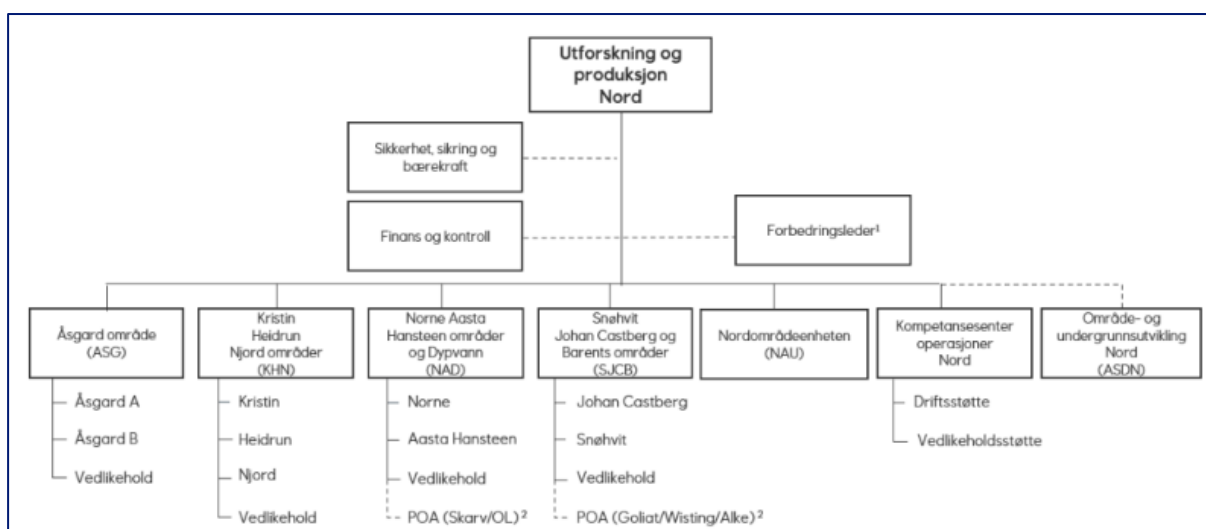 Utforskning og
produksjon
Nord
Sikkerhet, sikring og
bærekraft
Finans og kontroll
Forbedringsleder¹
Åsgard område
(ASG)
Åsgard A
Åsgard B
Vedlikehold
Kristin
Heidrun
Njord områder
(KHN)
Kristin
Heidrun
Njord
Vedlikehold
Norne Aasta
Hansteen områder
og Dypvann
(NAD)
Norne
Aasta Hansteen
Vedlikehold
POA (Skarv/OL)²
Snøhvit
Johan Castberg og
Barents områder
(SJCB)
Johan Castberg
Snøhvit
Vedlikehold
POA (Goliat/Wisting/Alke)²
Nordområdeenheten
(NAU)
Kompetansesenter
operasjoner
Nord
Driftsstøtte
Vedlikeholdsstøtte
Område- og
undergrunnsutvikling
Nord
(ASDN)